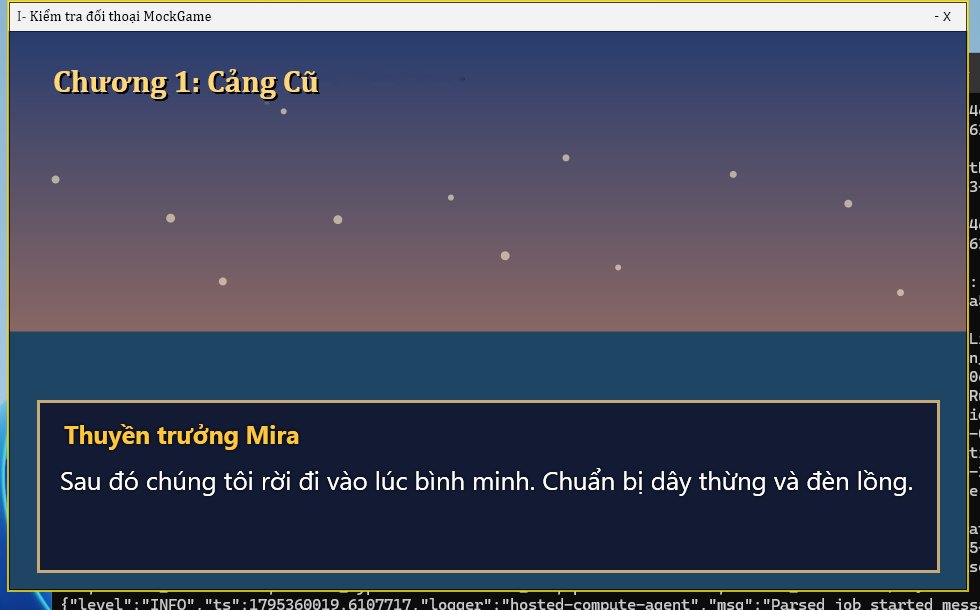 I- Kiểm tra đối thoại MockGame
- X
Chương 1: Cảng Cũ
Thuyền trưởng Mira
Sau đó chúng tôi rời đi vào lúc bình minh. Chuẩn bị dây thừng và đèn lồng.
{"level":"INFO","ts":1795360019.6107717,"logger":"hosted-compute-agent","msg":"Parsed job started